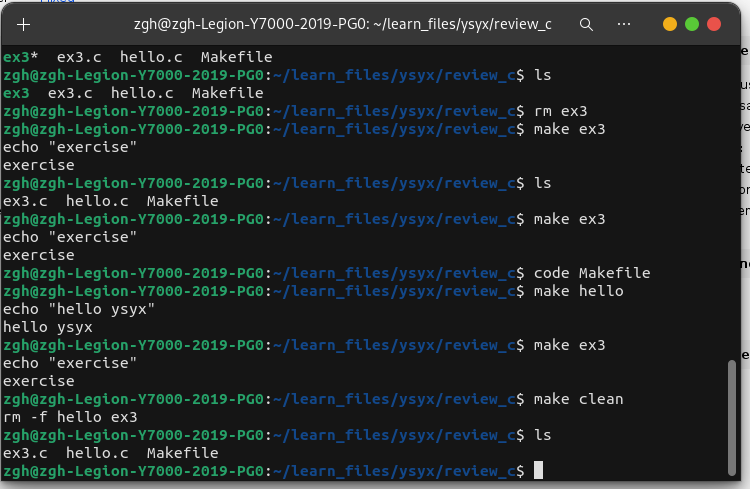 zgh@zgh-Legion-Y7000-2019-PG0: ~/learn_files/ysyx/review_c
ex3*  ex3.c  hello.c  Makefile
zgh@zgh-Legion-Y7000-2019-PG0:~/learn_files/ysyx/review_c$ ls
ex3  ex3.c  hello.c  Makefile
zgh@zgh-Legion-Y7000-2019-PG0:~/learn_files/ysyx/review_c$ rm ex3
zgh@zgh-Legion-Y7000-2019-PG0:~/learn_files/ysyx/review_c$ make ex3
echo "exercise"
exercise
zgh@zgh-Legion-Y7000-2019-PG0:~/learn_files/ysyx/review_c$ ls
ex3.c  hello.c  Makefile
zgh@zgh-Legion-Y7000-2019-PG0:~/learn_files/ysyx/review_c$ make ex3
echo "exercise"
exercise
zgh@zgh-Legion-Y7000-2019-PG0:~/learn_files/ysyx/review_c$ code Makefile
zgh@zgh-Legion-Y7000-2019-PG0:~/learn_files/ysyx/review_c$ make hello
echo "hello ysyx"
hello ysyx
zgh@zgh-Legion-Y7000-2019-PG0:~/learn_files/ysyx/review_c$ make ex3
echo "exercise"
exercise
zgh@zgh-Legion-Y7000-2019-PG0:~/learn_files/ysyx/review_c$ make clean
rm -f hello ex3
zgh@zgh-Legion-Y7000-2019-PG0:~/learn_files/ysyx/review_c$ ls
ex3.c  hello.c  Makefile
zgh@zgh-Legion-Y7000-2019-PG0:~/learn_files/ysyx/review_c$